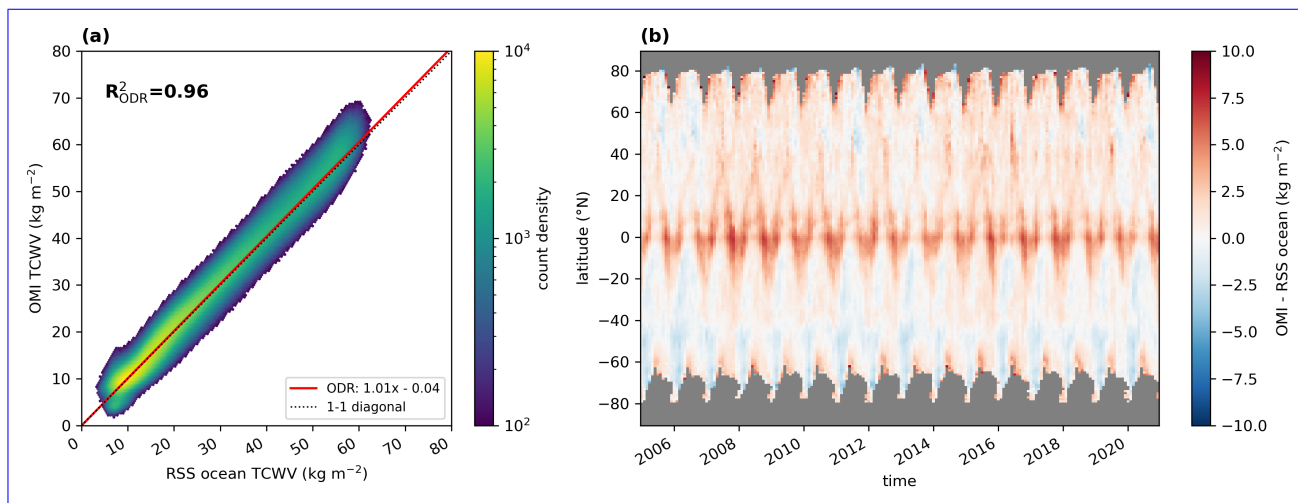 (a)
80
70
60
50
40
30
20
10
0
OMI TCWV (kg m⁻²)
R²ODR=0.96
ODR: 1.01x - 0.04
1-1 diagonal
0 10 20 30 40 50 60 70 80
RSS ocean TCWV (kg m⁻²)
10⁴
10³
10²
count density
(b)
80
60
40
20
0
−20
−40
−60
−80
latitude (°N)
2006 2008 2010 2012 2014 2016 2018 2020
time
10.0
7.5
5.0
2.5
0.0
−2.5
−5.0
−7.5
−10.0
OMI - RSS ocean (kg m⁻²)